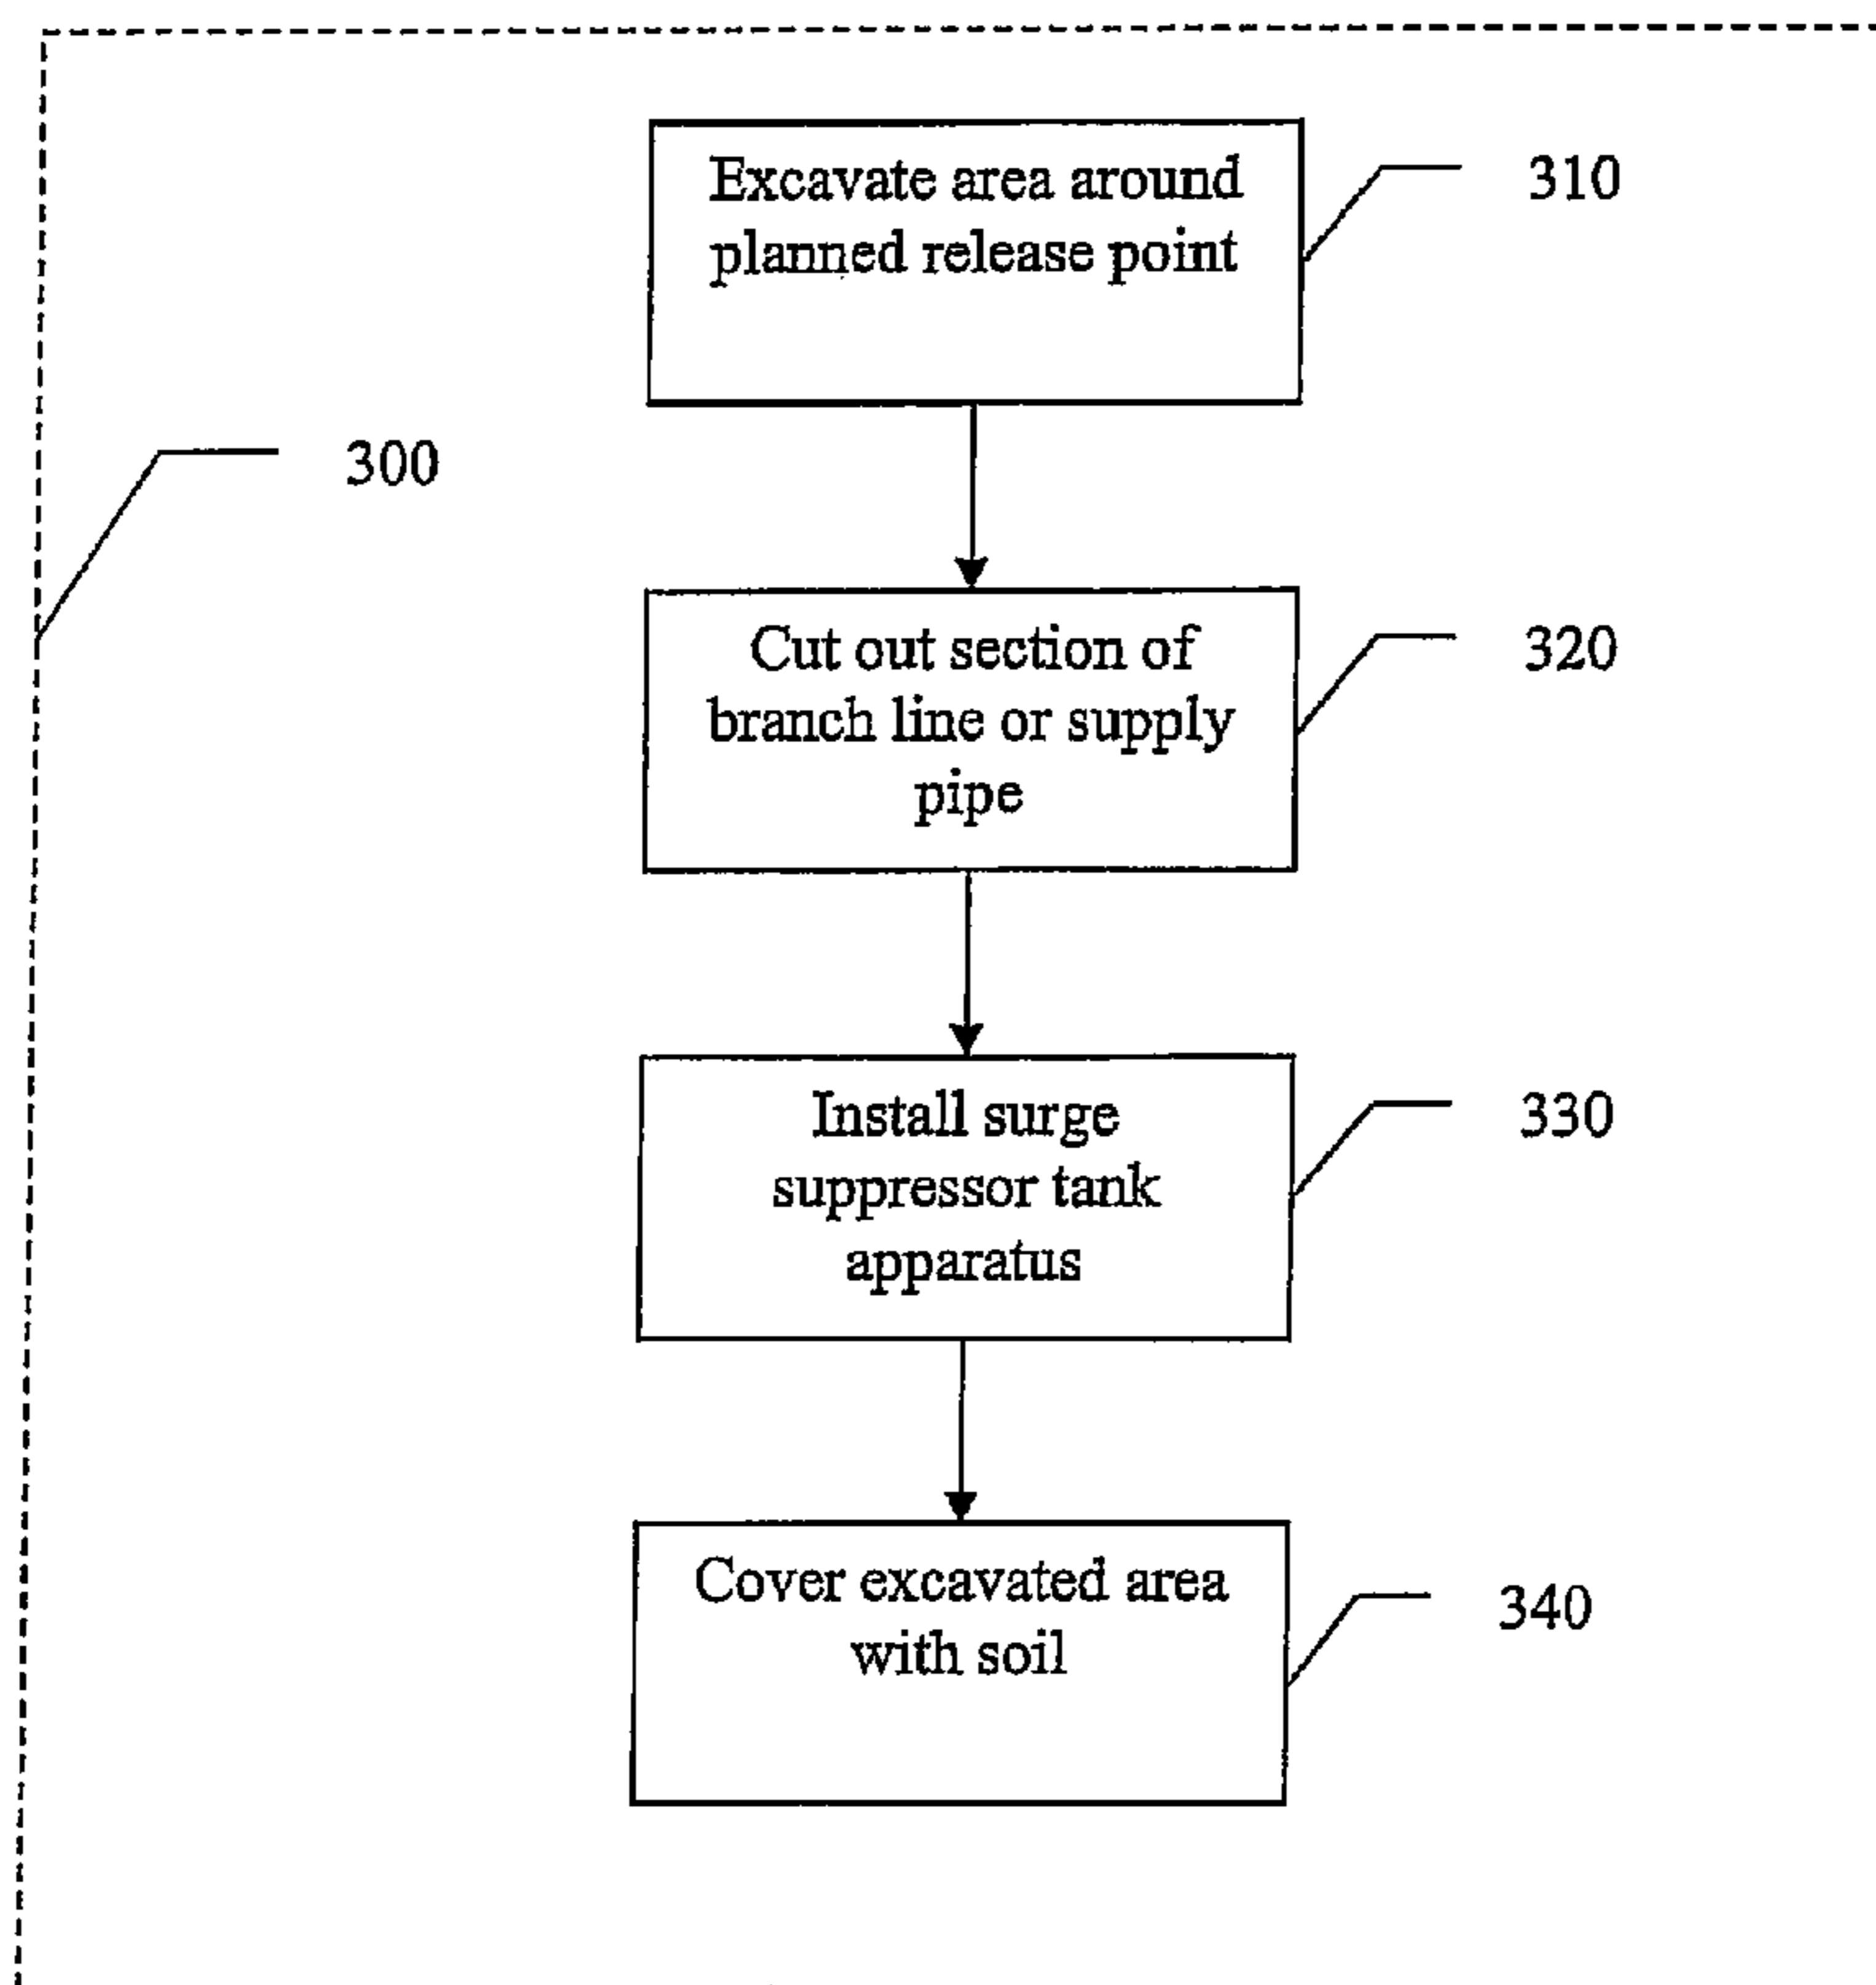 Excavate area around
planned release point
310
300
Cut out section of
branch line or supply
pipe
320
Install surge
suppressor tank
apparatus
330
Cover excavated area
with soil
340